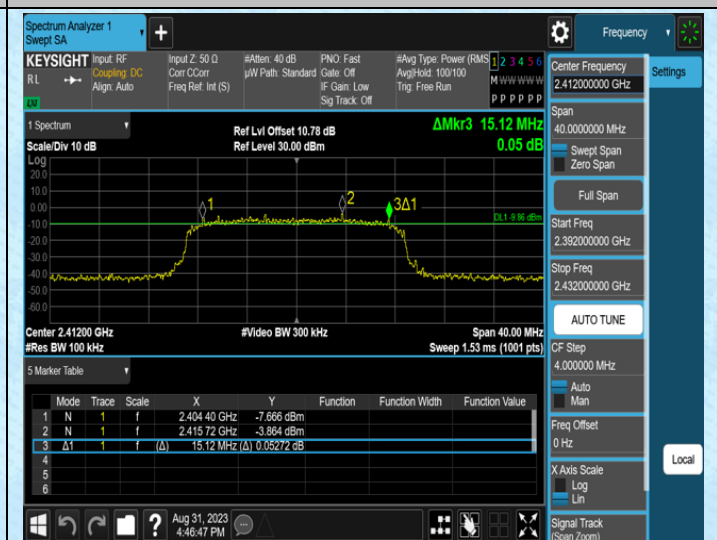 Spectrum Analyzer 1
Swept SA
Frequency
KEYSIGHT
RL
LXI
Input: RF
Coupling: DC
Align: Auto
Input Z: 50 Ω
Corr CCorr
Freq Ref: Int (S)
#Atten: 40 dB
µW Path: Standard
PNO: Fast
Gate: Off
IF Gain: Low
Sig Track: Off
#Avg Type: Power (RMS
Avg|Hold: 100/100
Trig: Free Run
1 2 3 4 5 6
M W W W W W
P P P P P P
1 Spectrum
Scale/Div 10 dB
Ref Lvl Offset 10.78 dB
Ref Level 30.00 dBm
ΔMkr3 15.12 MHz
0.05 dB
Log
20.0
10.0
0.00
-10.0
-20.0
-30.0
-40.0
-50.0
-60.0
1
2
3Δ1
DL1 -9.86 dBm
Center 2.41200 GHz
#Res BW 100 kHz
#Video BW 300 kHz
Span 40.00 MHz
Sweep 1.53 ms (1001 pts)
5 Marker Table
Mode Trace Scale X Y Function Function Width Function Value
1 N 1 f 2.404 40 GHz -7.666 dBm
2 N 1 f 2.415 72 GHz -3.864 dBm
3 Δ1 1 f (Δ) 15.12 MHz (Δ) 0.05272 dB
4
5
6
Aug 31, 2023
4:46:47 PM
Center Frequency
2.412000000 GHz
Settings
Span
40.0000000 MHz
Swept Span
Zero Span
Full Span
Start Freq
2.392000000 GHz
Stop Freq
2.432000000 GHz
AUTO TUNE
CF Step
4.000000 MHz
Auto
Man
Freq Offset
0 Hz
X Axis Scale
Log
Lin
Local
Signal Track
(Span Zoom)